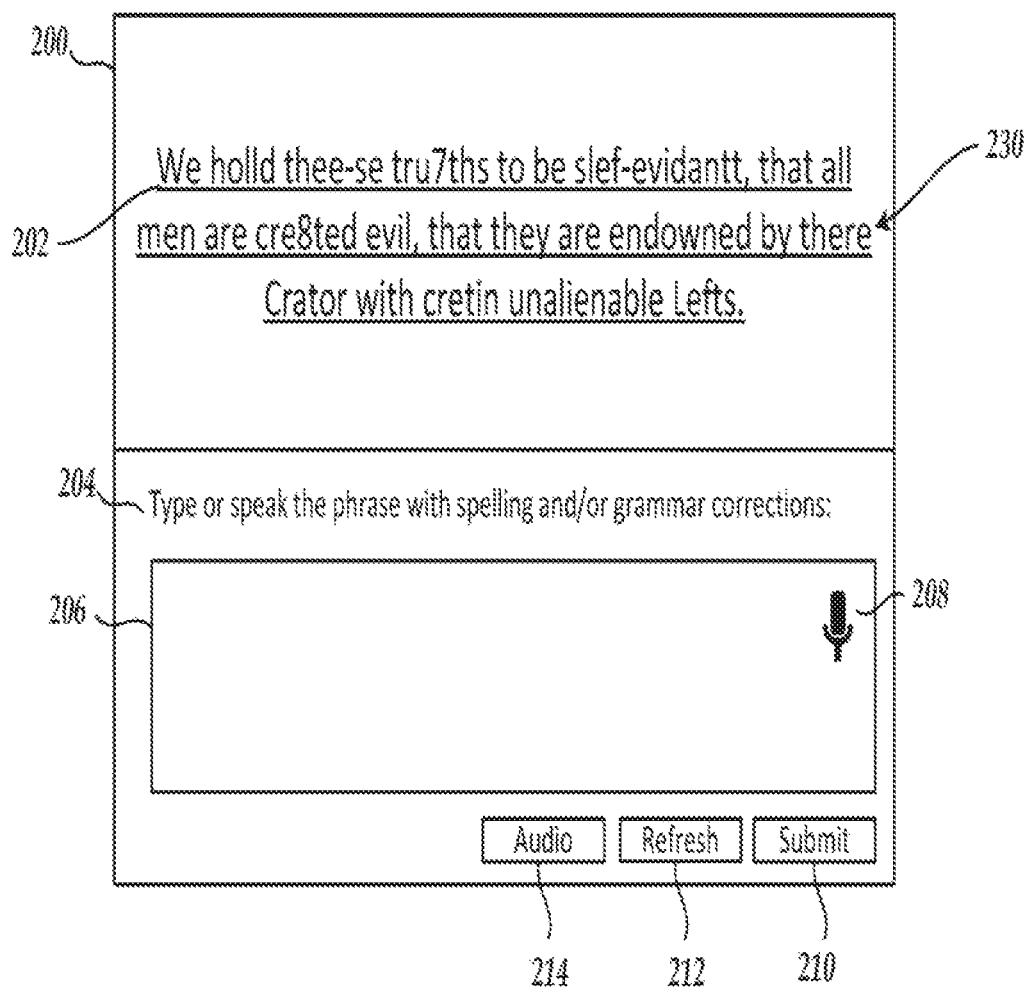 200
We holld thee-se tru7ths to be slef-evidantt, that all
230
202
men are cre8ted evil, that they are endowned by there
Crator with cretin unalienable Lefts.
204
Type or speak the phrase with spelling and/or grammar corrections:
206
208
Audio
Refresh
Submit
214
212
210